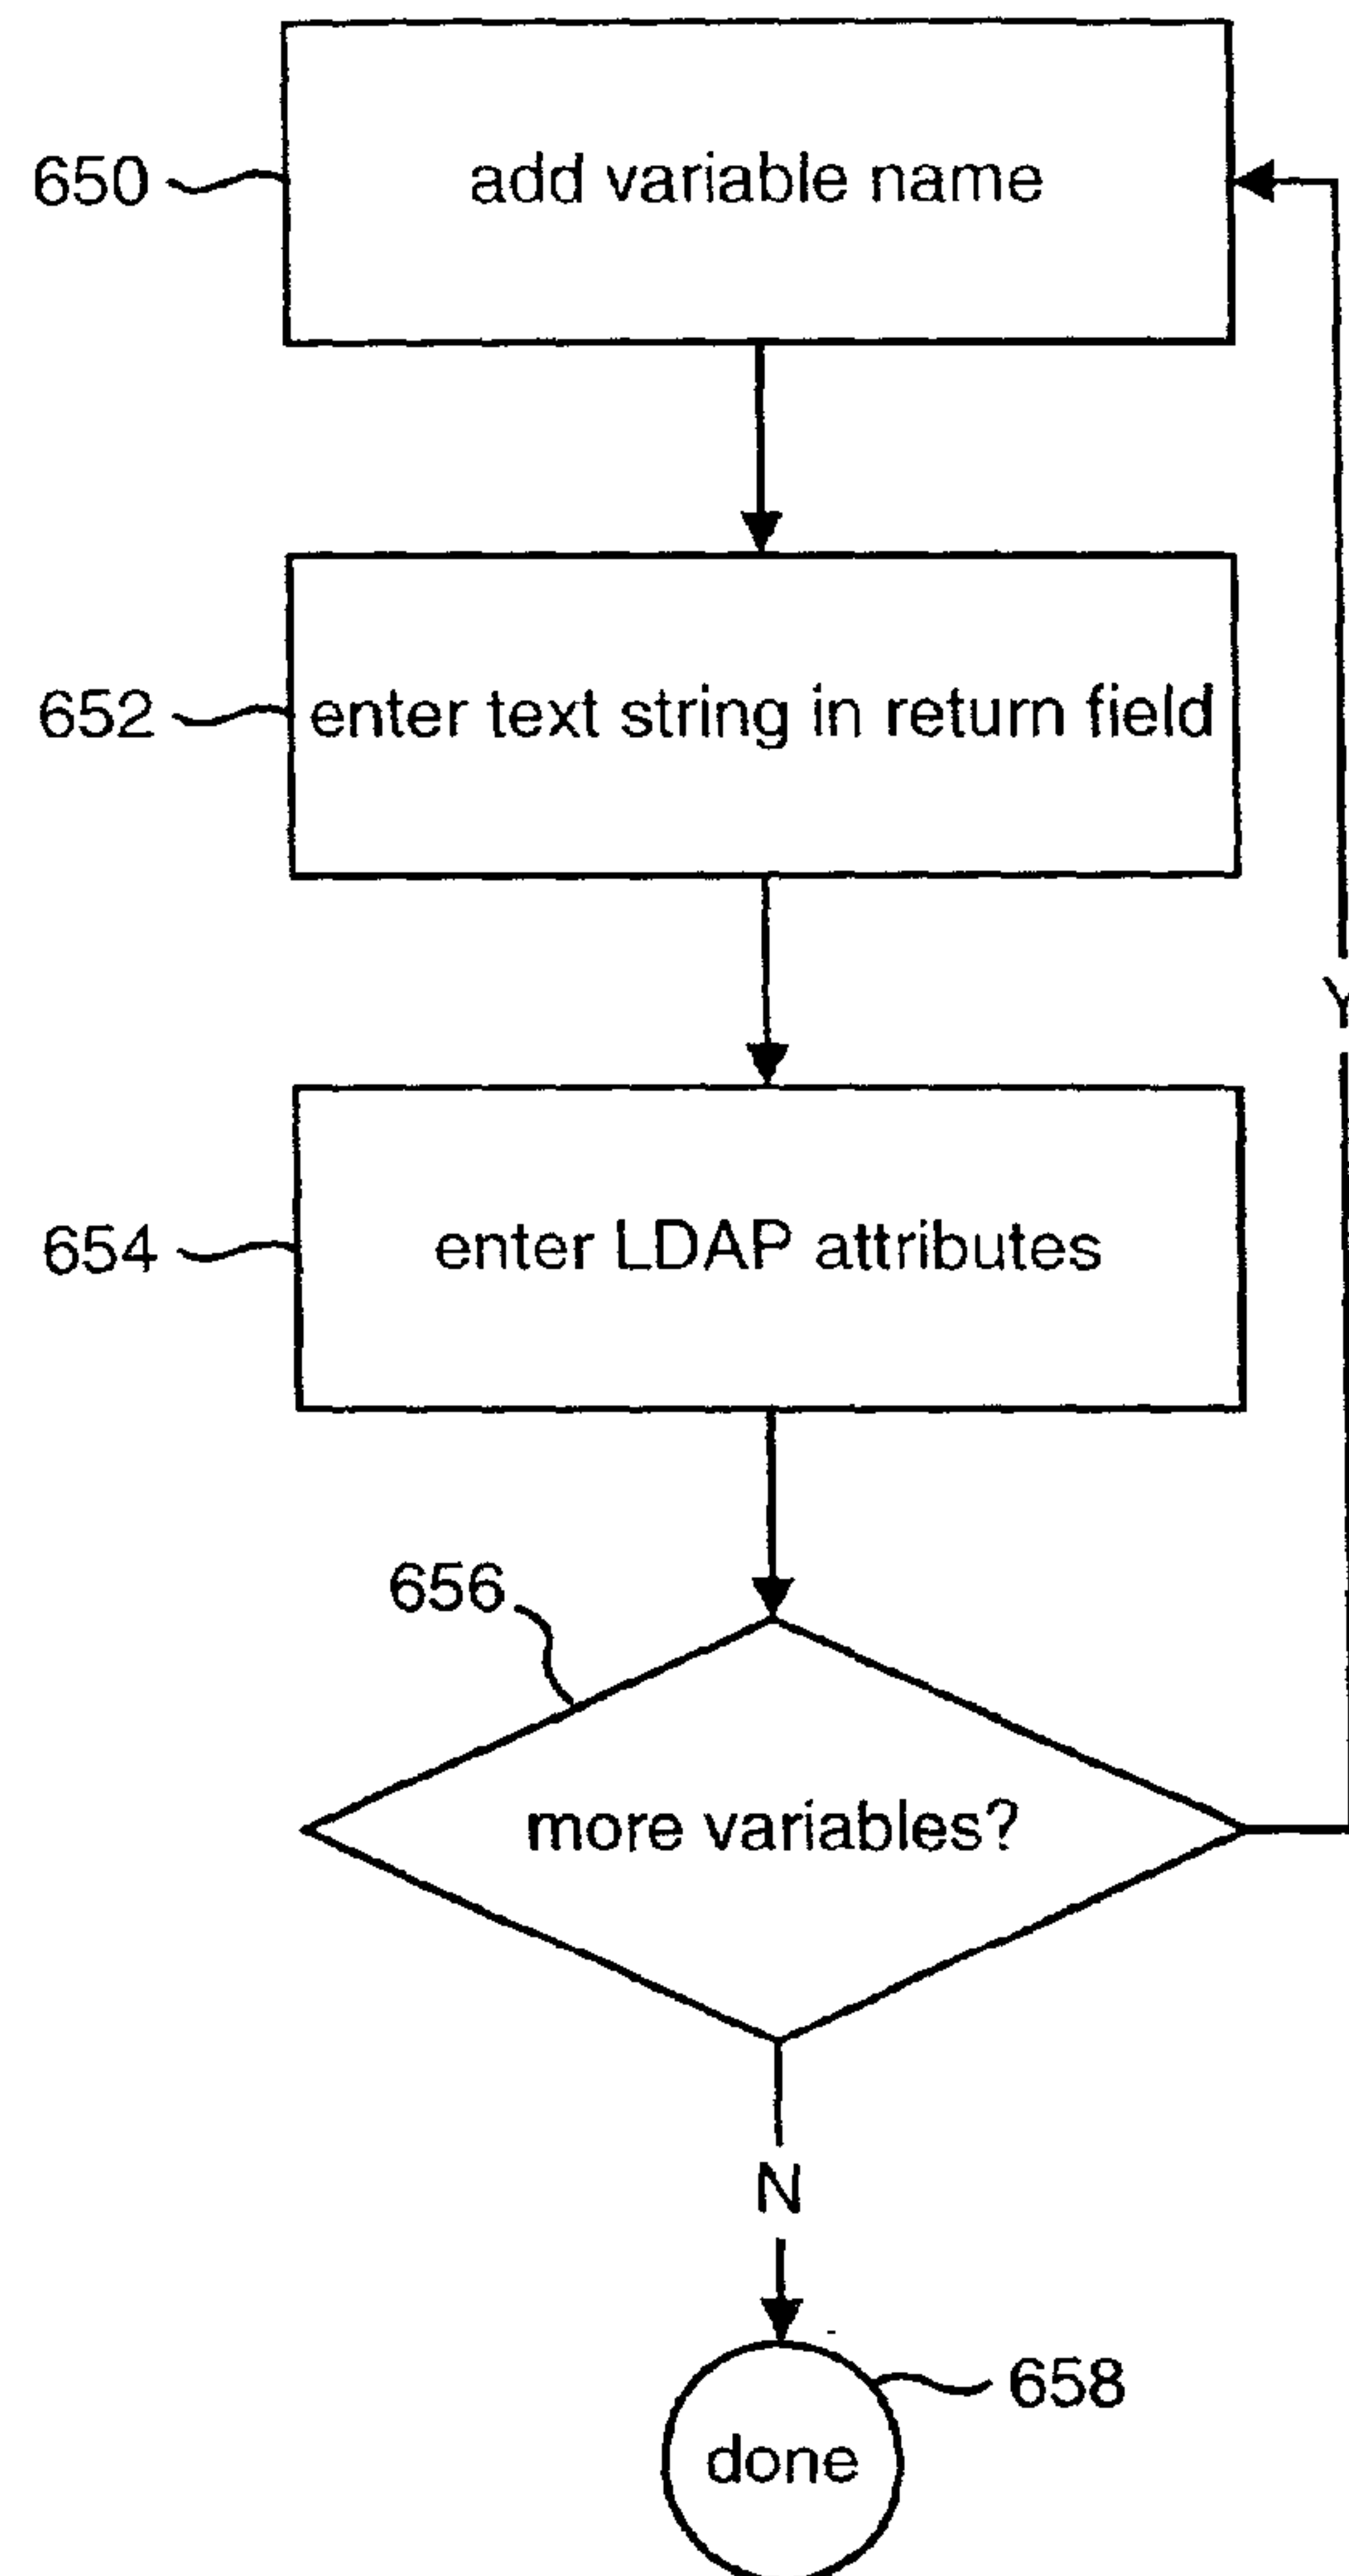 650
add variable name
652
enter text string in return field
Y
654
enter LDAP attributes
656
more variables?
N
658
done